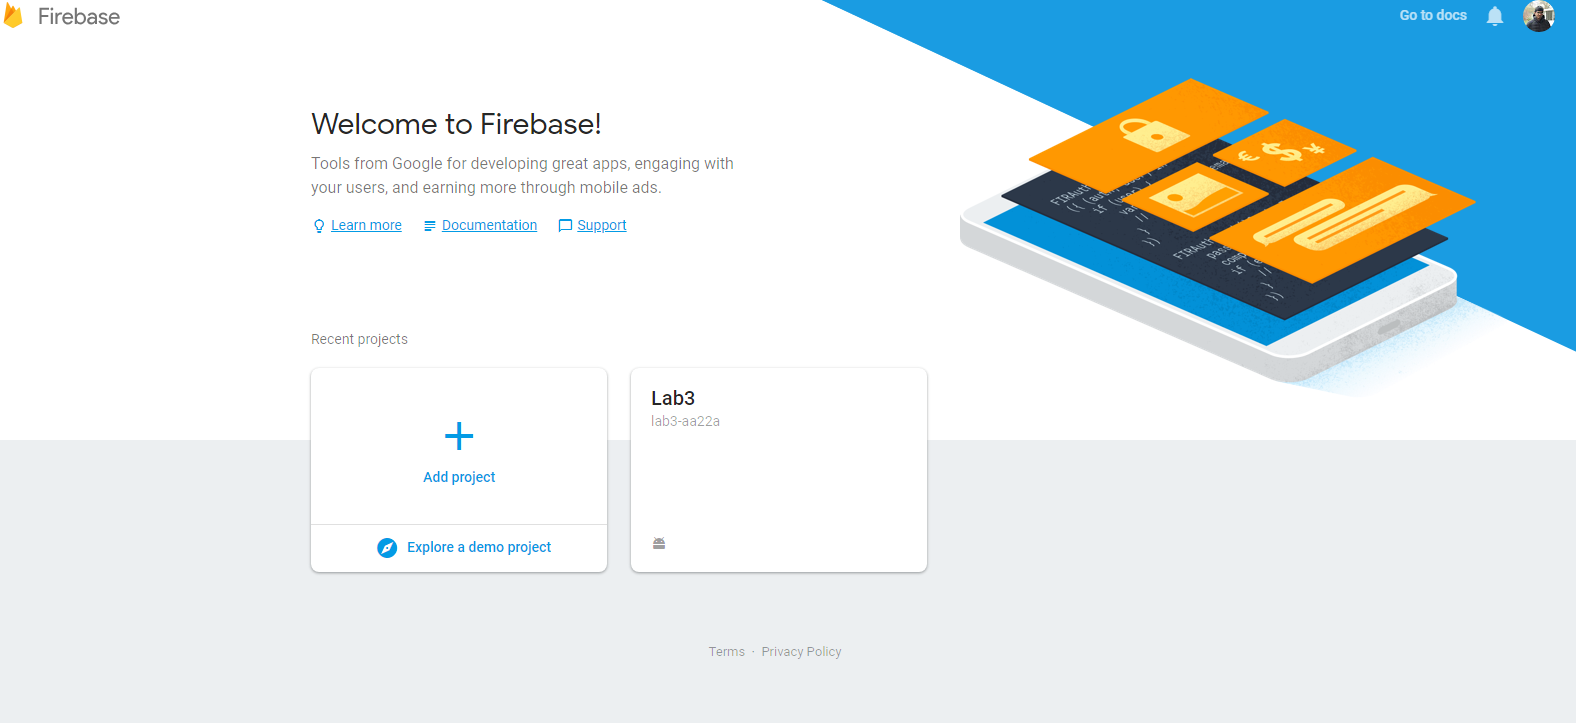 Firebase
Go to docs
Welcome to Firebase!
Tools from Google for developing great apps, engaging with
your users, and earning more through mobile ads.
Learn more
Documentation
Support
Recent projects
Add project
Explore a demo project
Lab3
lab3-aa22a
Terms · Privacy Policy